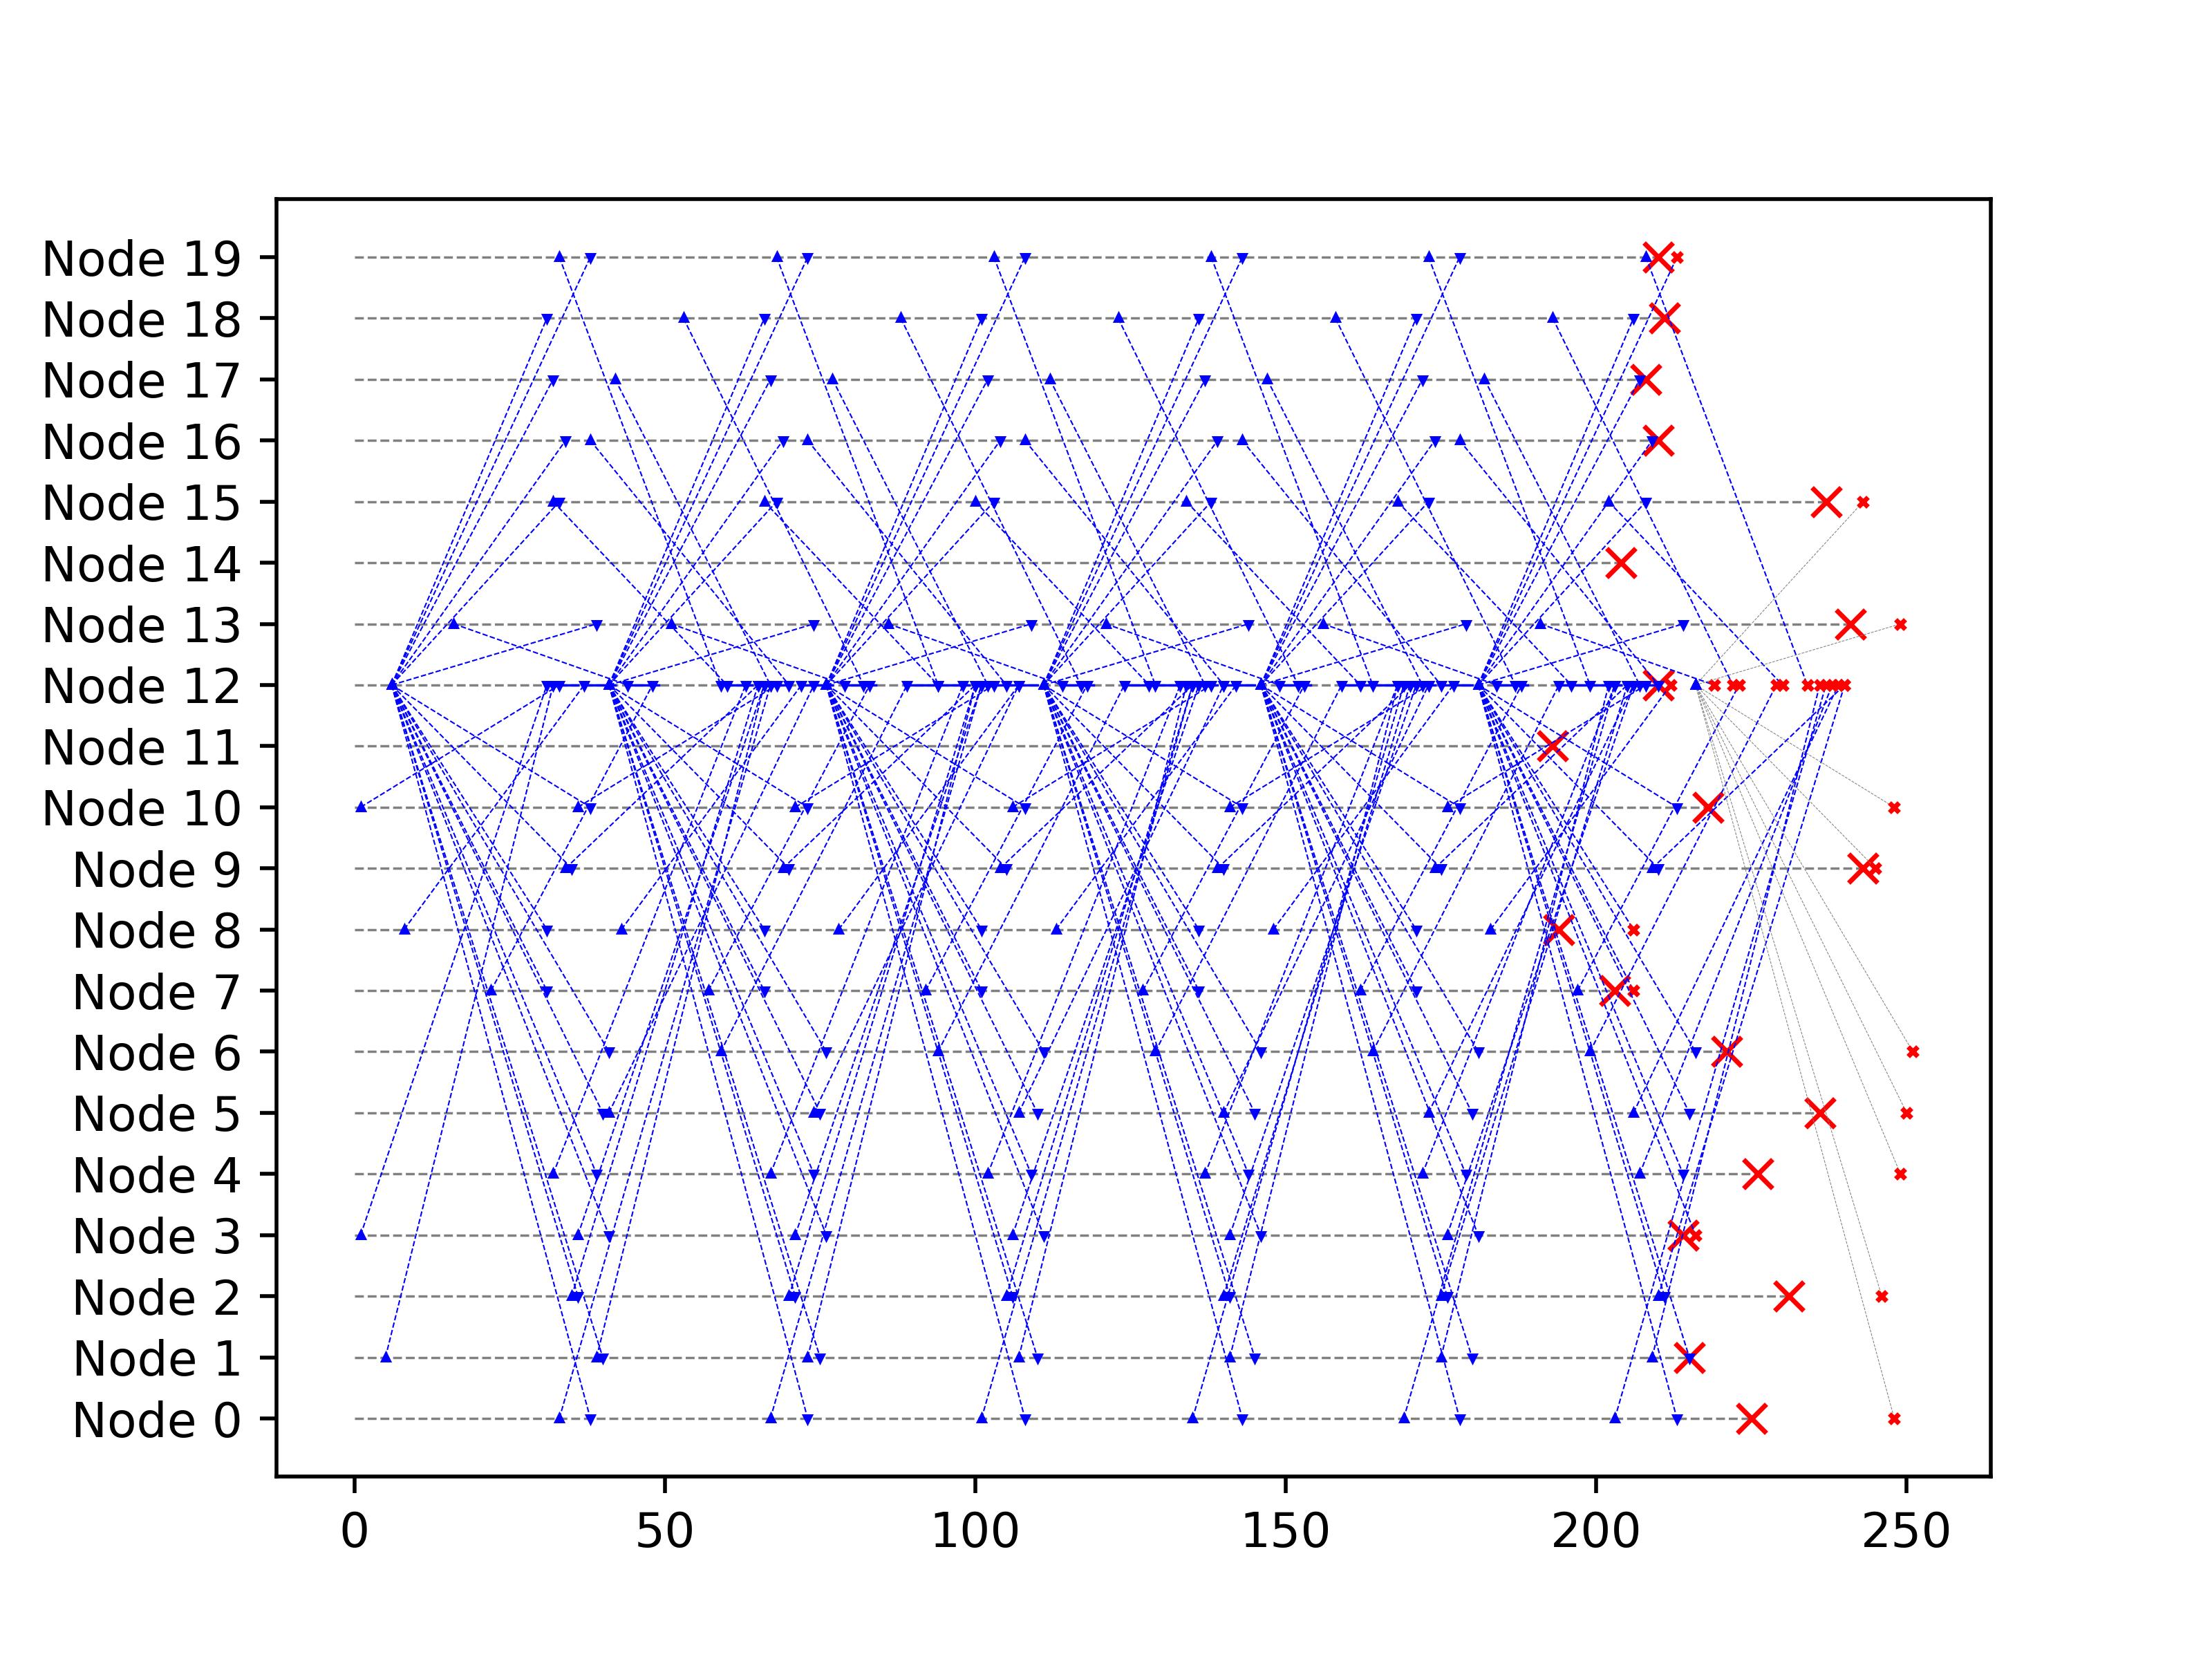 Node 19
Node 18
Node 17
Node 16
Node 15
Node 14
Node 13
Node 12
Node 11
Node 10
Node 9
Node 8
Node 7
Node 6
Node 5
Node 4
Node 3
Node 2
Node 1
Node 0
0 50 100 150 200 250